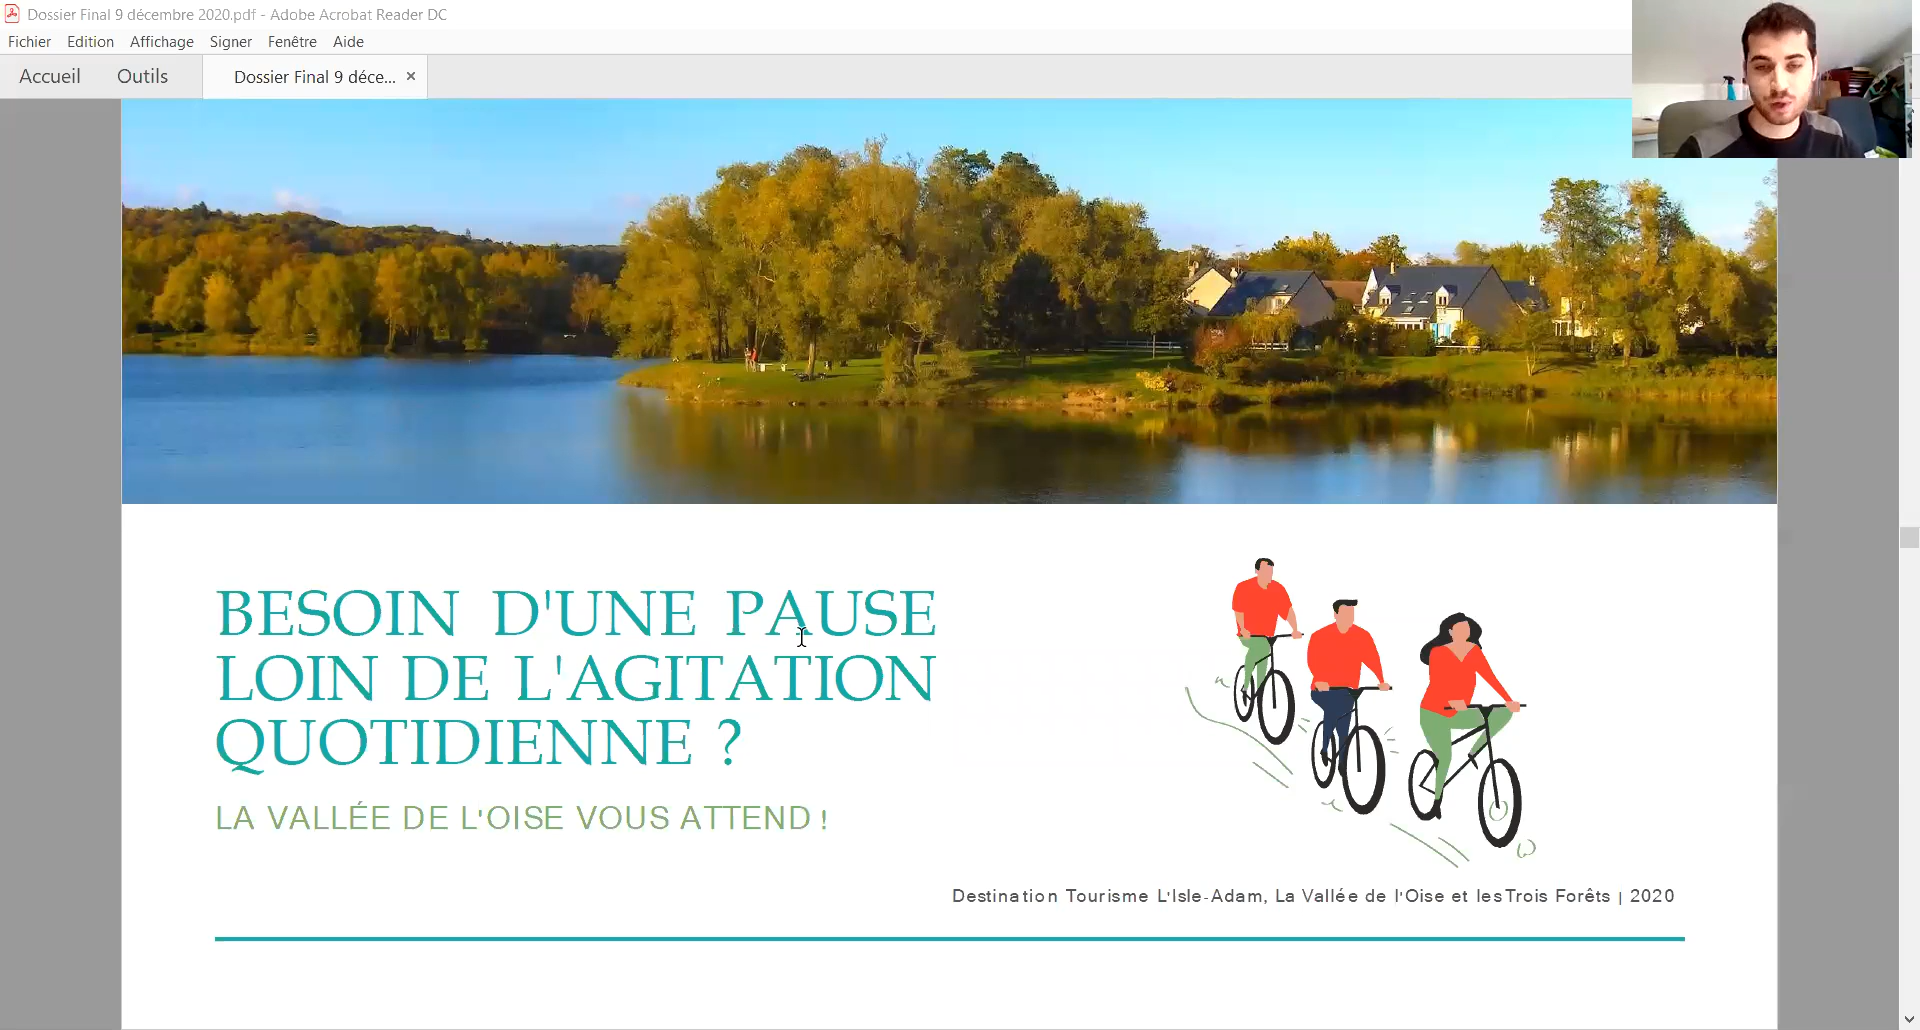 Dossier Final 9 décembre 2020.pdf - Adobe Acrobat Reader DC
Fichier Edition Affichage Signer Fenêtre Aide
Accueil Outils Dossier Final 9 déce... ×
BESOIN D'UNE PAUSE
LOIN DE L'AGITATION
QUOTIDIENNE ?
LA VALLÉE DE L'OISE VOUS ATTEND !
Destination Tourisme L'Isle-Adam, La Vallée de l'Oise et les Trois Forêts | 2020